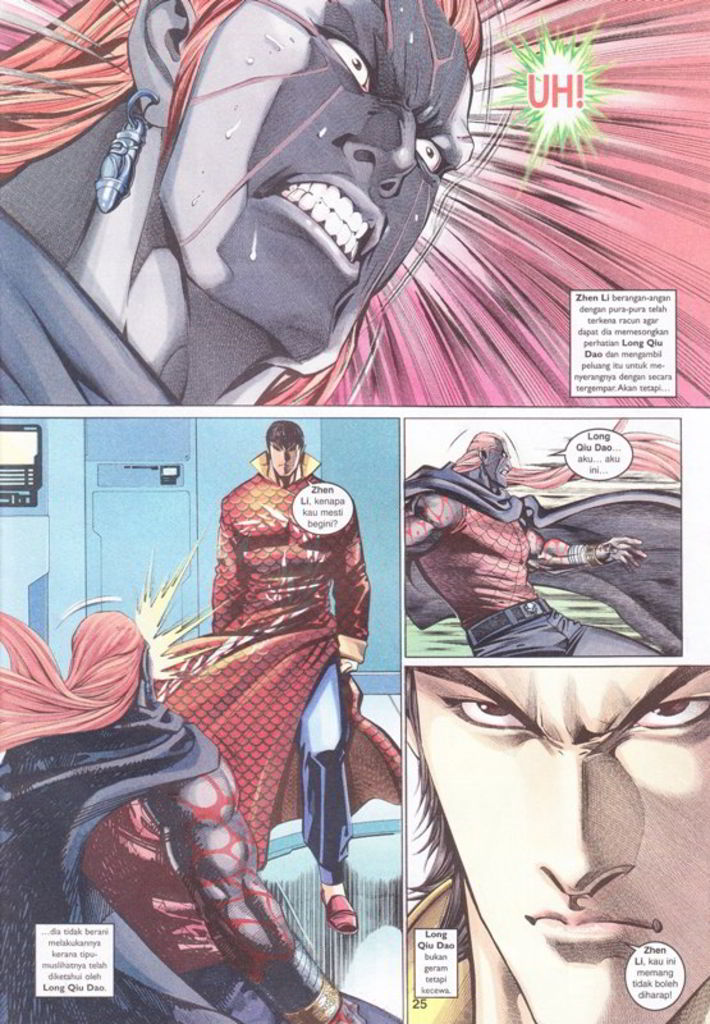 UH!
Zhen Li berangan-angan
dengan pura-pura telah
terkena racun agar
dapat dia memesongkan
perhatian Long Qiu
Dao dan mengambil
peluang itu untuk me-
nyerangnya dengan secara
tergempar. Akan tetapi...
Zhen
Li, kenapa
kau mesti
begini?
...dia tidak berani
melakukannya
kerana tipu-
muslihatnya telah
diketahui oleh
Long Qiu Dao.
Long
Qiu Dao...
aku... aku
ini...
Long
Qiu Dao
bukan
geram
tetapi
kecewa.
Zhen
Li, kau ini
memang
tidak boleh
diharap!
25